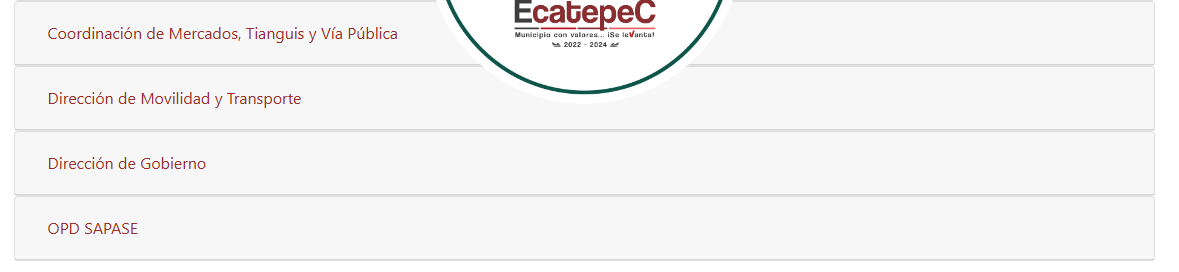 EcatepeC
Municipio con valores... ¡Se leVanta!
2022 - 2024
Coordinación de Mercados, Tianguis y Vía Pública
Dirección de Movilidad y Transporte
Dirección de Gobierno
OPD SAPASE